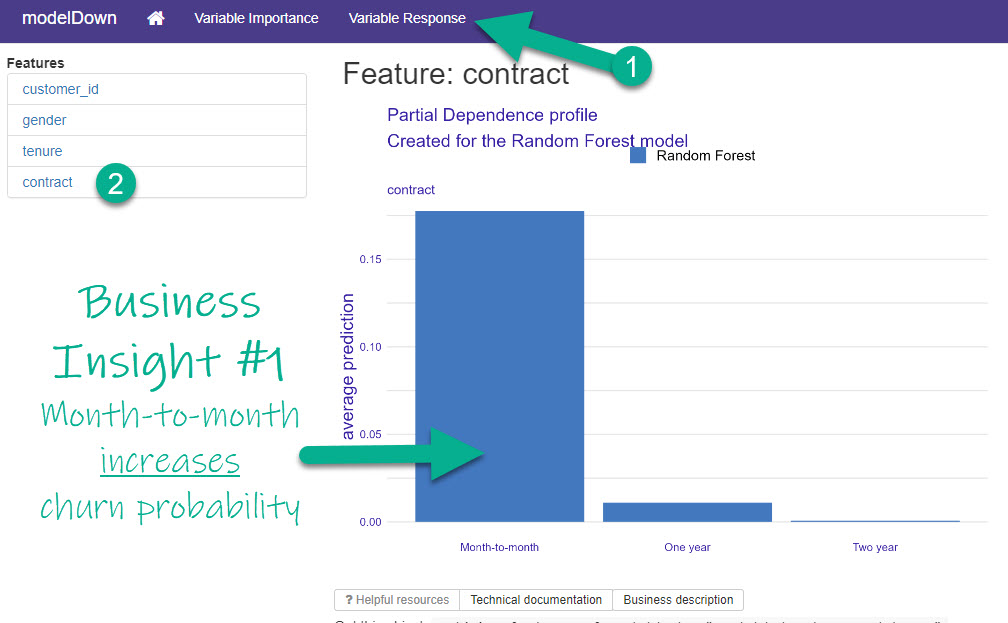 modelDown Variable Importance Variable Response
1
Features
customer_id
gender
tenure
contract
2
Feature: contract
Partial Dependence profile
Created for the Random Forest model
Random Forest
contract
average prediction
0.15
0.10
0.05
0.00
Month-to-month One year Two year
Business
Insight #1
Month-to-month
increases
churn probability
? Helpful resources Technical documentation Business description